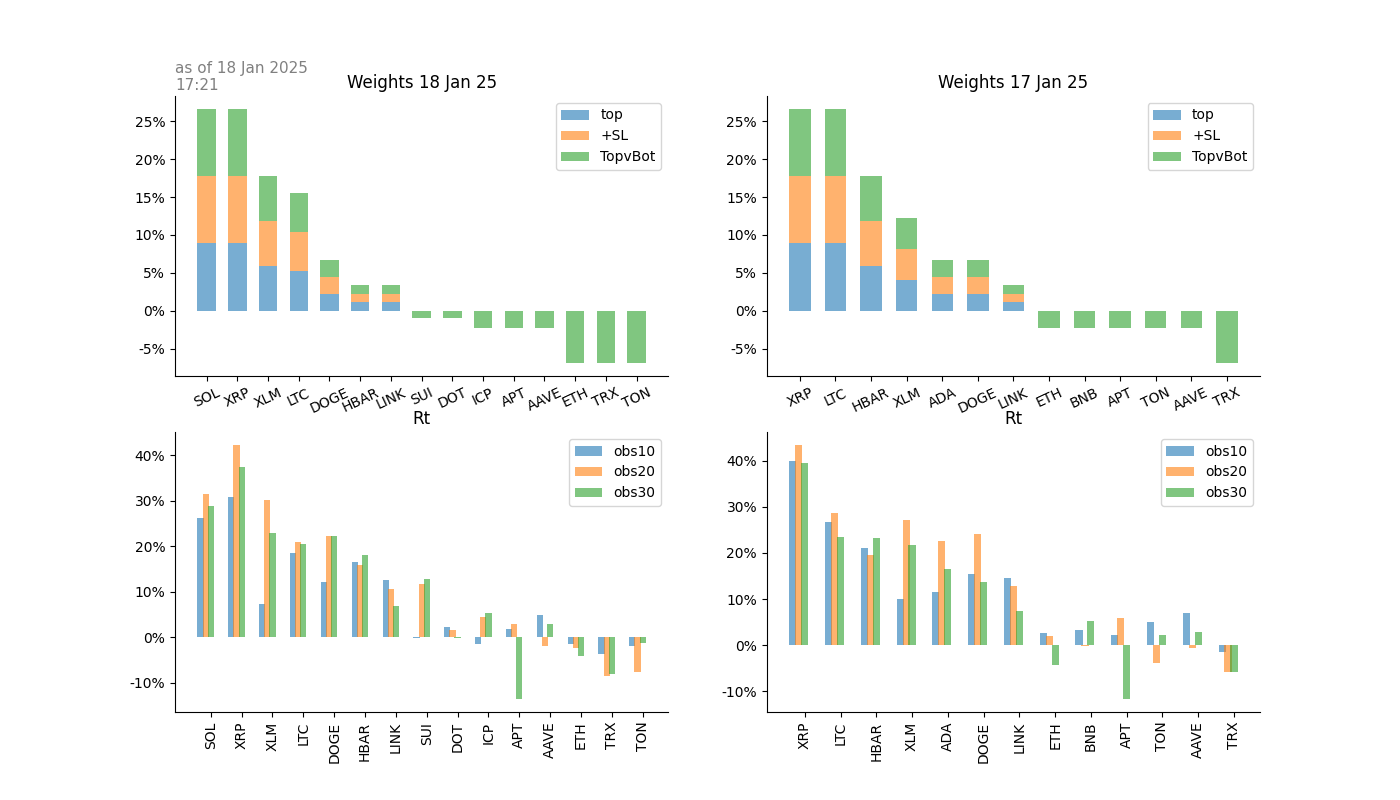 as of 18 Jan 2025
17:21
Weights 18 Jan 25
25%
20%
15%
10%
5%
0%
-5%
top
+SL
TopvBot
SOL XRP XLM LTC DOGE HBAR LINK SUI DOT ICP APT AAVE ETH TRX TON
Weights 17 Jan 25
25%
20%
15%
10%
5%
0%
-5%
top
+SL
TopvBot
XRP LTC HBAR XLM ADA DOGE LINK ETH BNB APT TON AAVE TRX
Rt
40%
30%
20%
10%
0%
-10%
obs10
obs20
obs30
SOL XRP XLM LTC DOGE HBAR LINK SUI DOT ICP APT AAVE ETH TRX TON
Rt
40%
30%
20%
10%
0%
-10%
obs10
obs20
obs30
XRP LTC HBAR XLM ADA DOGE LINK ETH BNB APT TON AAVE TRX